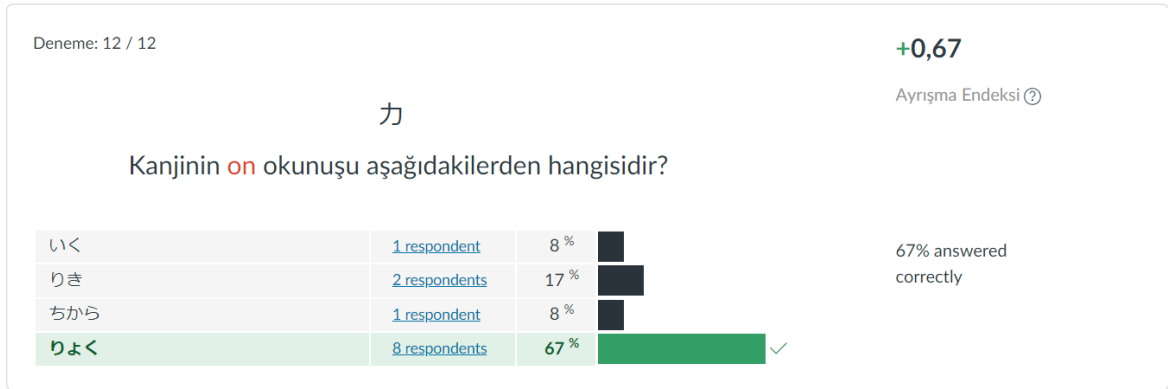 Deneme: 12 / 12
+0,67
Ayrışma Endeksi ?
力
Kanjinin on okunuşu aşağıdakilerden hangisidir?
いく 1 respondent 8 %
りき 2 respondents 17 %
ちから 1 respondent 8 %
りょく 8 respondents 67 %
67% answered
correctly